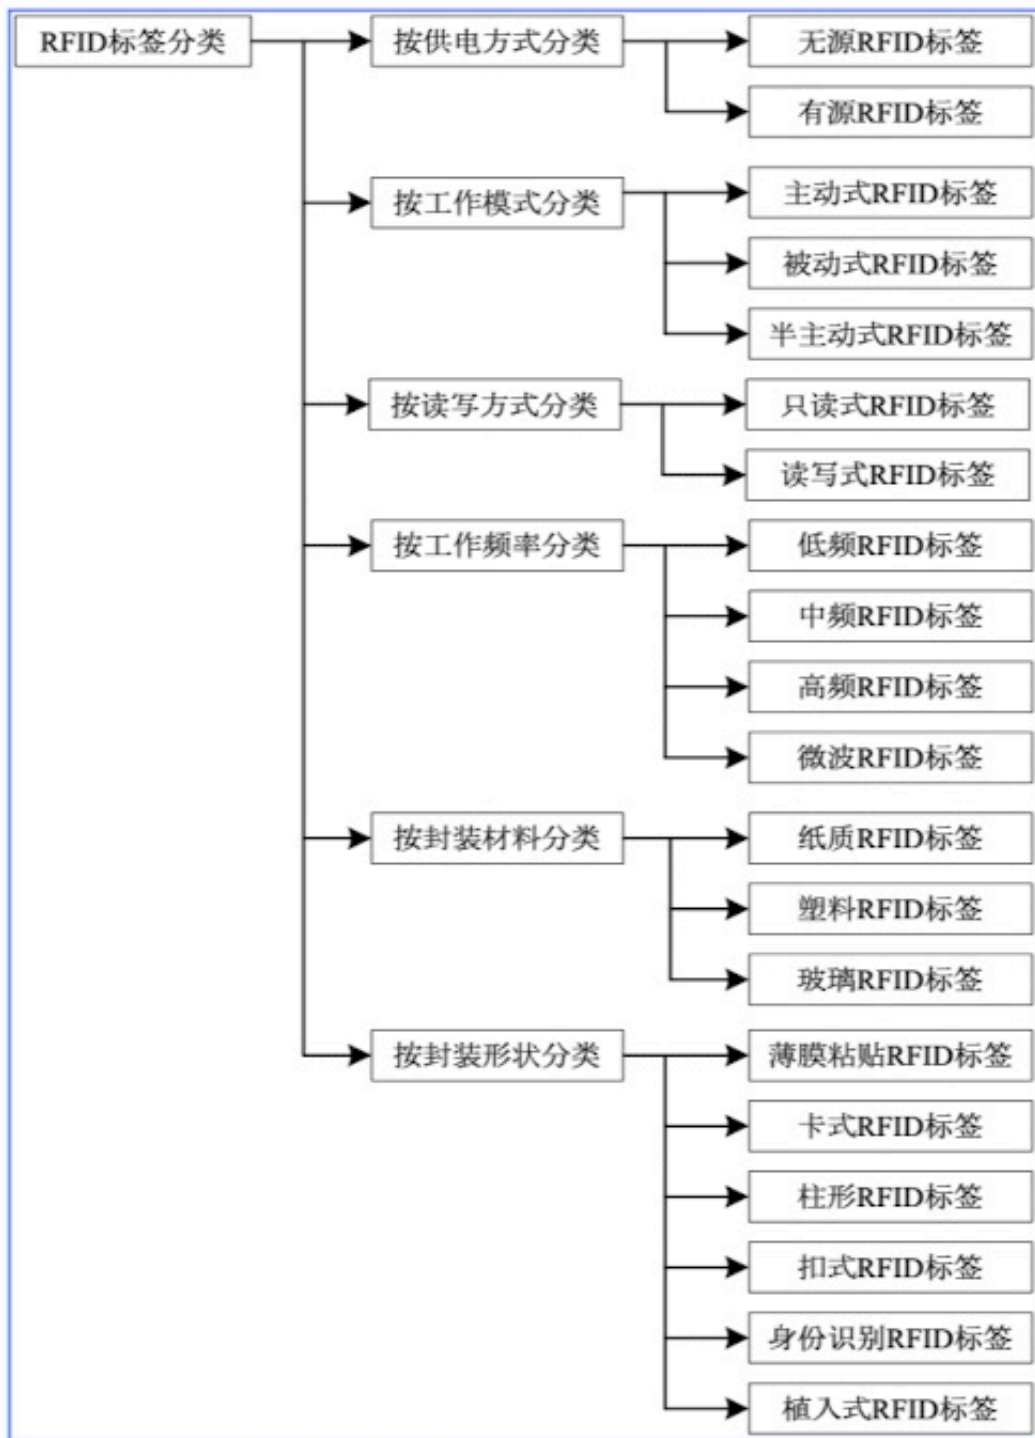 RFID标签分类
按供电方式分类
无源RFID标签
有源RFID标签
按工作模式分类
主动式RFID标签
被动式RFID标签
半主动式RFID标签
按读写方式分类
只读式RFID标签
读写式RFID标签
按工作频率分类
低频RFID标签
中频RFID标签
高频RFID标签
微波RFID标签
按封装材料分类
纸质RFID标签
塑料RFID标签
玻璃RFID标签
按封装形状分类
薄膜粘贴RFID标签
卡式RFID标签
柱形RFID标签
扣式RFID标签
身份识别RFID标签
植入式RFID标签